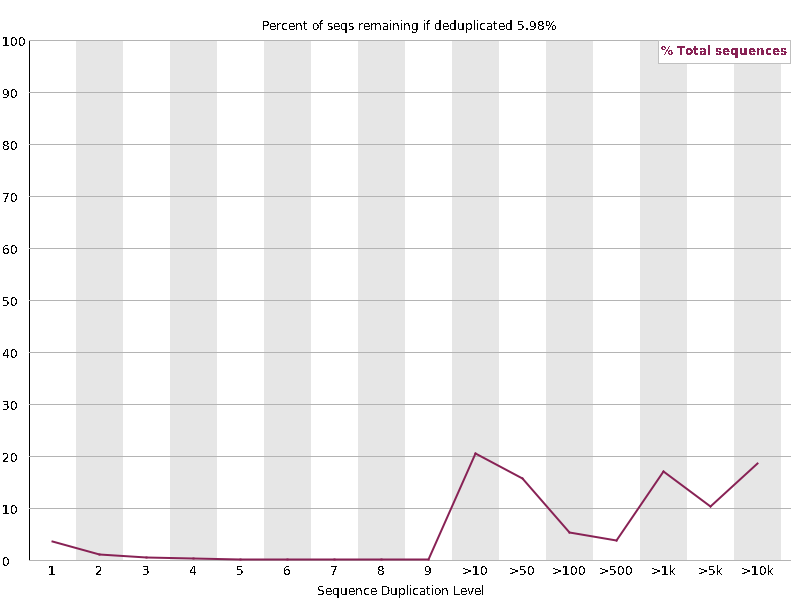 Percent of seqs remaining if deduplicated 5.98%
% Total sequences
100
90
80
70
60
50
40
30
20
10
0
1 2 3 4 5 6 7 8 9 >10 >50 >100 >500 >1k >5k >10k
Sequence Duplication Level